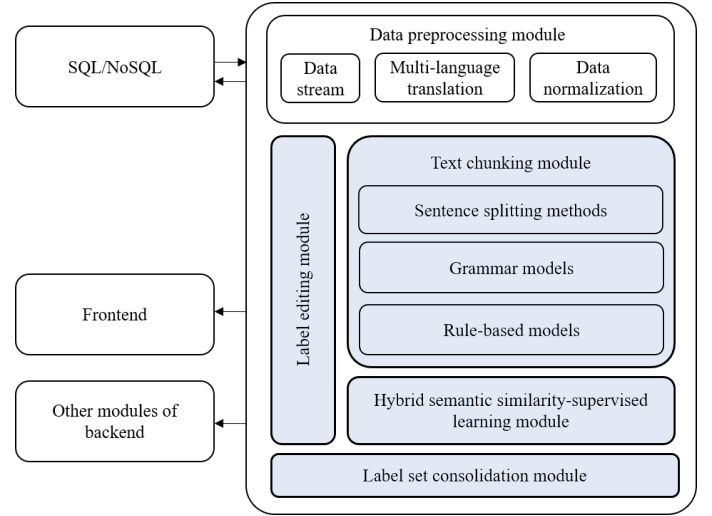 SQL/NoSQL
Frontend
Other modules of
backend
Data preprocessing module
Data
stream
Multi-language
translation
Data
normalization
Label editing module
Text chunking module
Sentence splitting methods
Grammar models
Rule-based models
Hybrid semantic similarity-supervised
learning module
Label set consolidation module